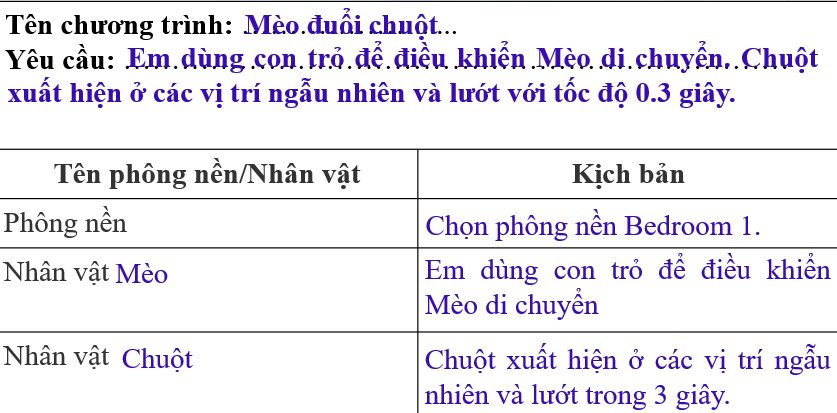 Tên chương trình: Mèo đuổi chuột...
Yêu cầu: Em dùng con trỏ để điều khiển Mèo di chuyển. Chuột
xuất hiện ở các vị trí ngẫu nhiên và lướt với tốc độ 0.3 giây.
Tên phông nền/Nhân vật
Kịch bản
Phông nền
Chọn phông nền Bedroom 1.
Nhân vật Mèo
Em dùng con trỏ để điều khiển
Mèo di chuyển
Nhân vật Chuột
Chuột xuất hiện ở các vị trí ngẫu
nhiên và lướt trong 3 giây.